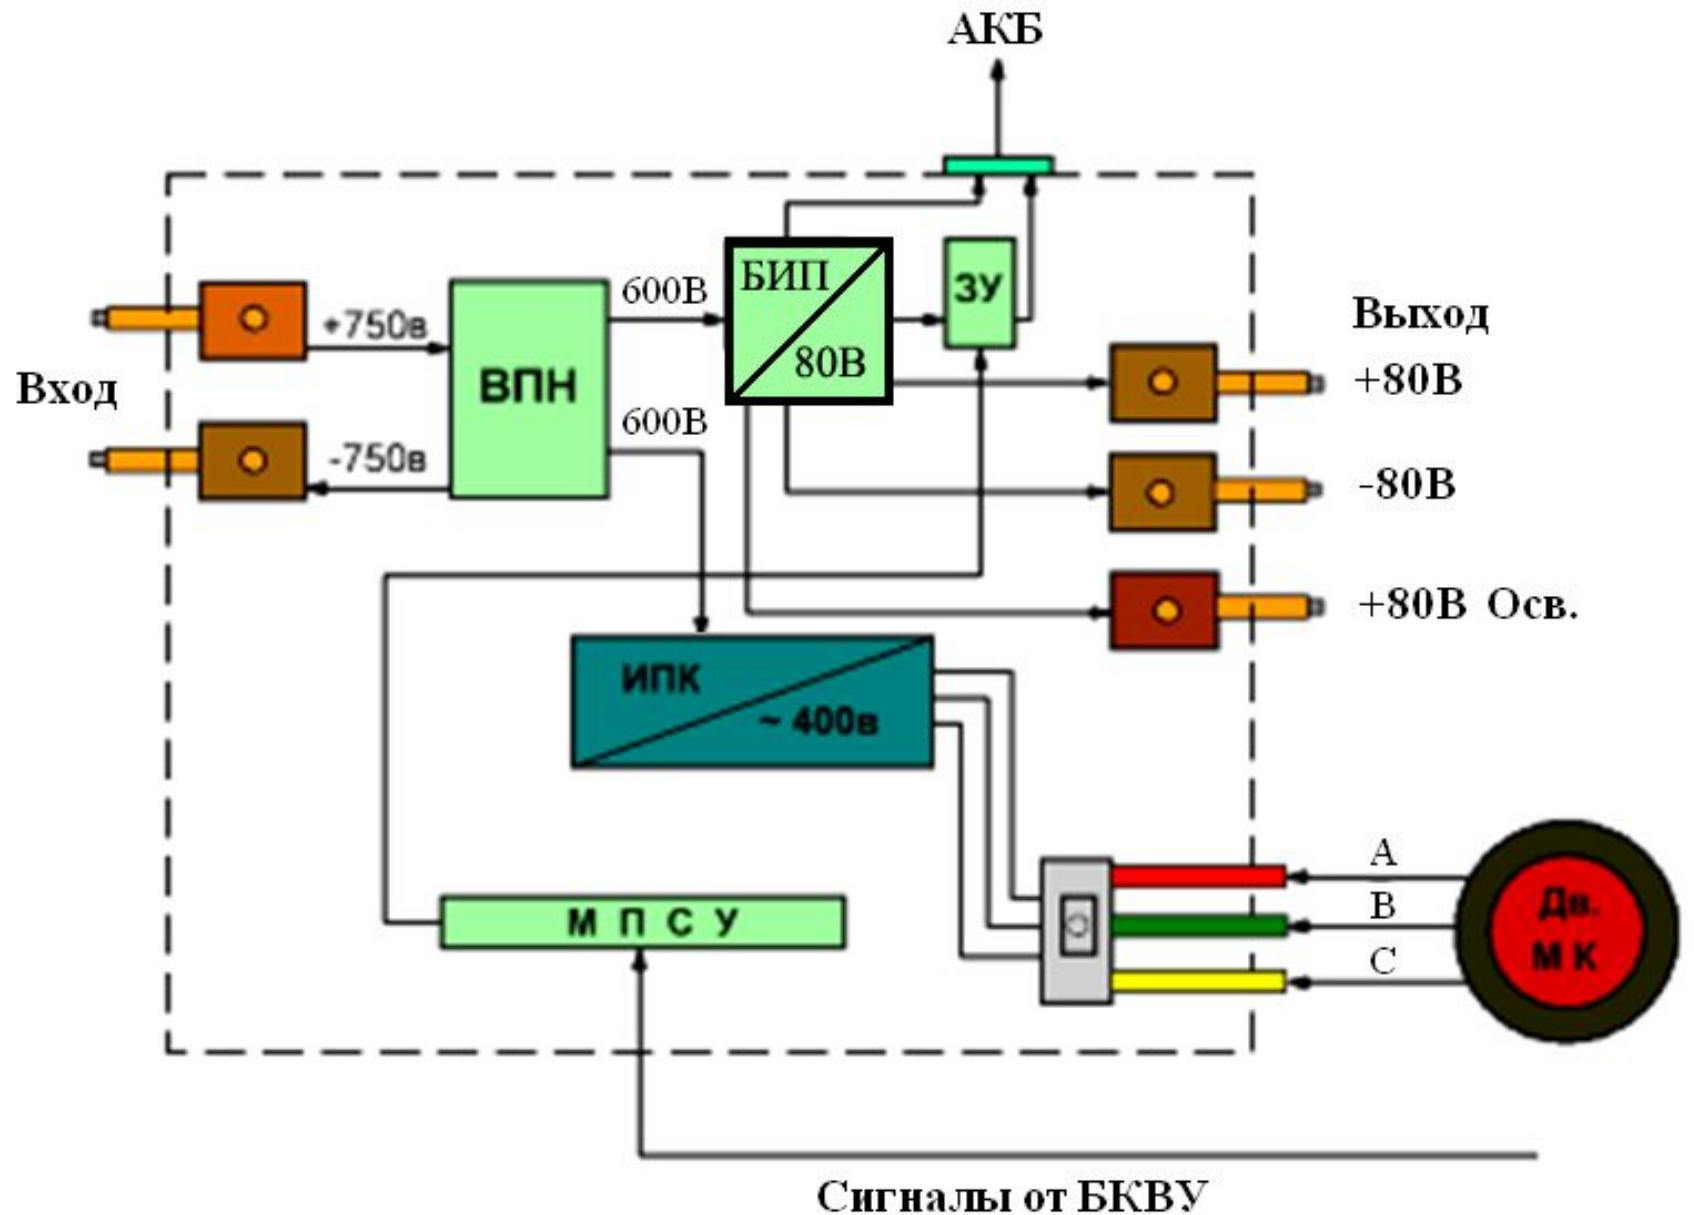 АКБ
БИП
80В
ЗУ
600В
+750в
ВПН
Вход
600В
-750в
Выход
+80В
-80В
+80В Осв.
ИПК
~ 400в
М П С У
A
B
C
Дв.
М К
Сигналы от БКВУ